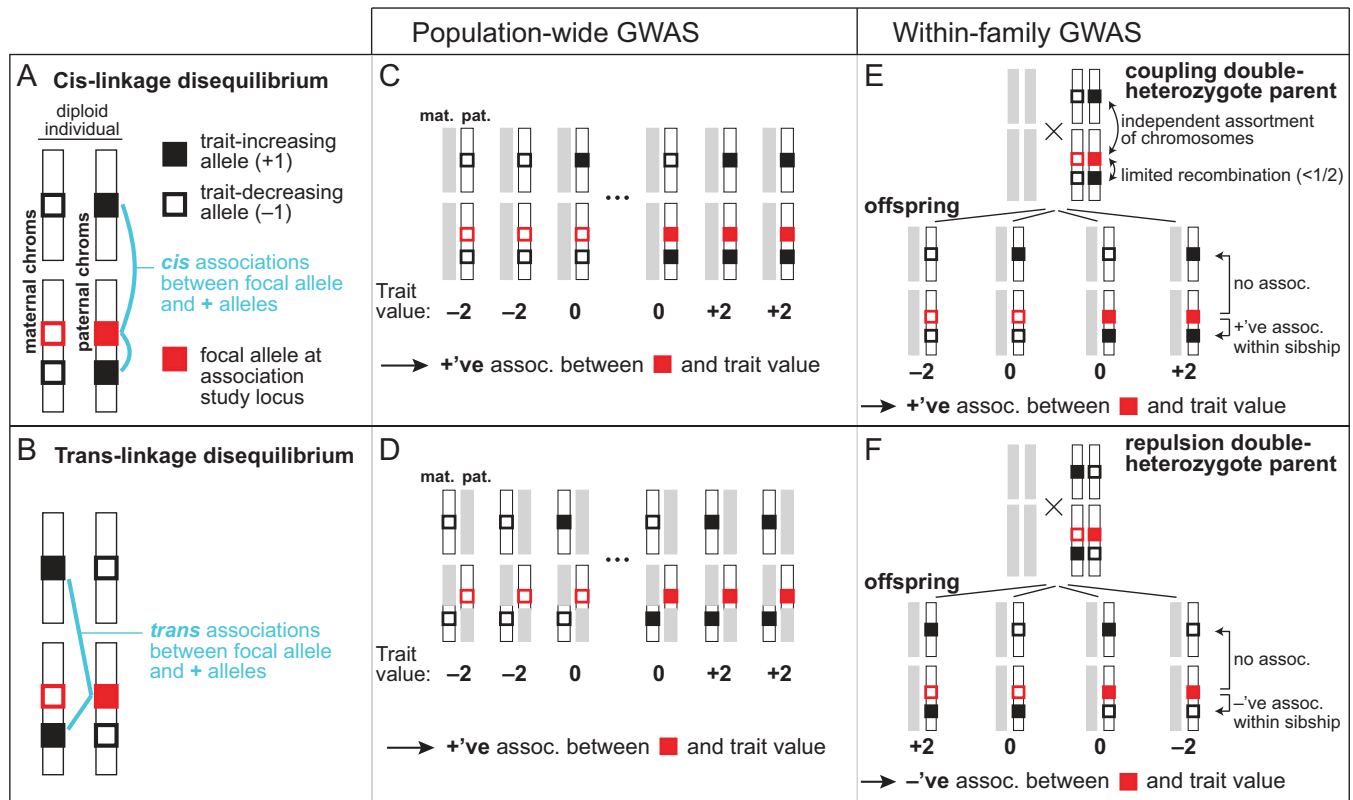 Population-wide GWAS
Within-family GWAS
A
Cis-linkage disequilibrium
diploid
individual
maternal chroms
paternal chroms
trait-increasing
allele (+1)
trait-decreasing
allele (–1)
cis associations
between focal allele
and + alleles
focal allele at
association
study locus
B
Trans-linkage disequilibrium
trans associations
between focal allele
and + alleles
C
mat. pat.
...
Trait
value:
–2 –2 0 0 +2 +2
+’ve assoc. between and trait value
D
mat. pat.
...
Trait
value:
–2 –2 0 0 +2 +2
+’ve assoc. between and trait value
E
coupling double-
heterozygote parent
independent assortment
of chromosomes
limited recombination (<1/2)
offspring
no assoc.
+’ve assoc.
within sibship
–2 0 0 +2
+’ve assoc. between and trait value
F
repulsion double-
heterozygote parent
offspring
no assoc.
–’ve assoc.
within sibship
+2 0 0 –2
–’ve assoc. between and trait value